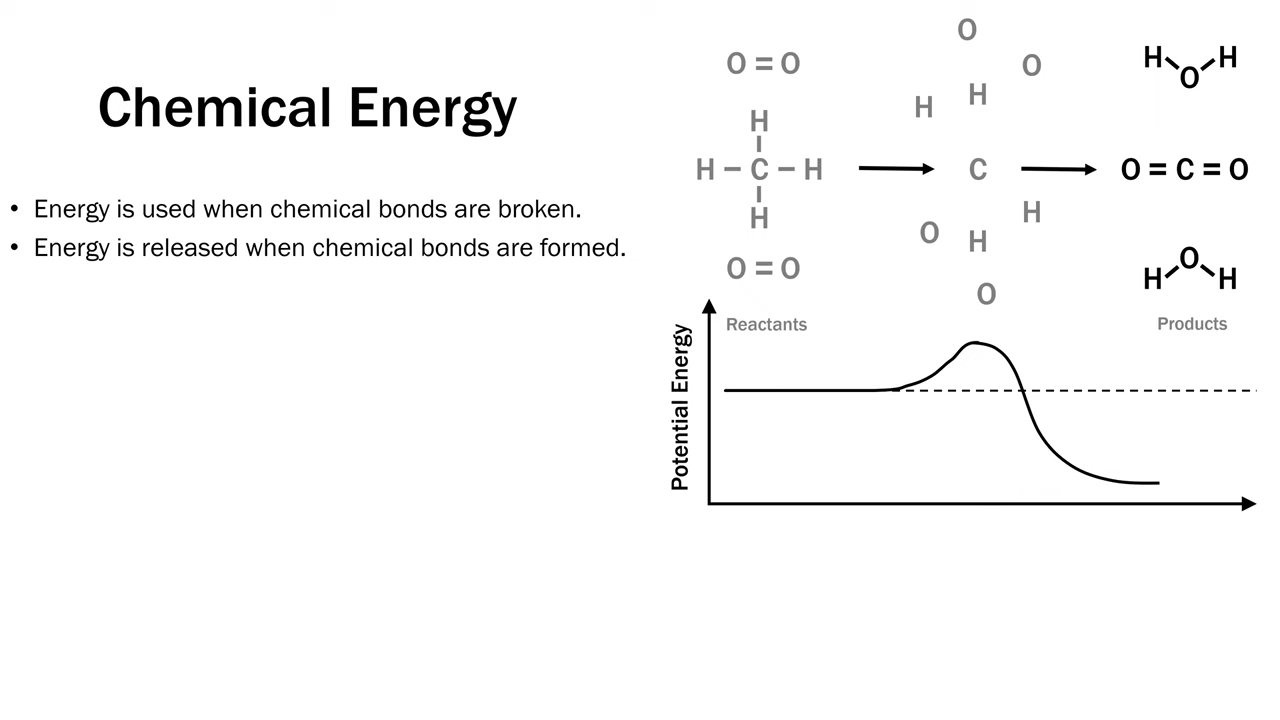 Chemical Energy
• Energy is used when chemical bonds are broken.
• Energy is released when chemical bonds are formed.
O = O
H
H – C – H
H
O = O
Reactants
O
O
H
H
C
H
O
H
O
H O H
O = C = O
O
H H
Products
Potential Energy